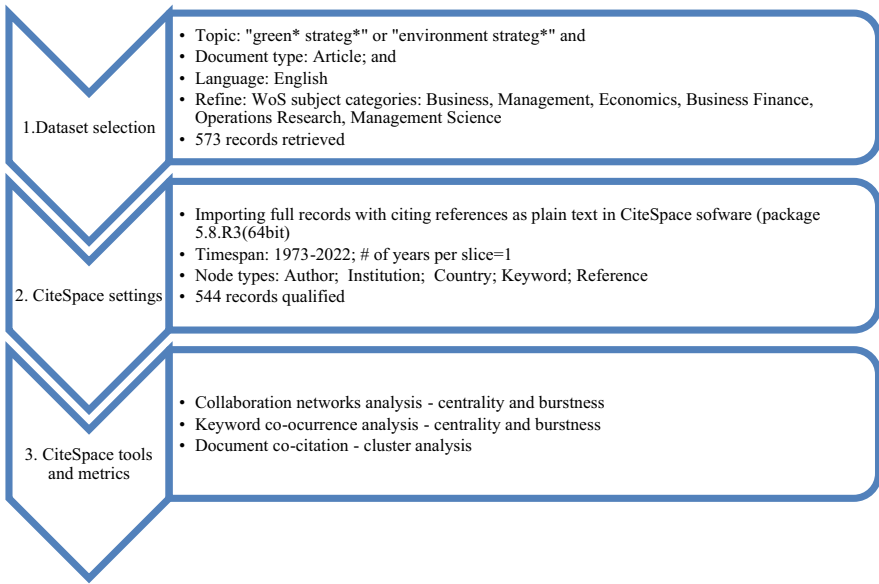 1.Dataset selection
• Topic: "green* strateg*" or "environment strateg*" and
• Document type: Article; and
• Language: English
• Refine: WoS subject categories: Business, Management, Economics, Business Finance,
Operations Research, Management Science
• 573 records retrieved
2. CiteSpace settings
• Importing full records with citing references as plain text in CiteSpace sofware (package
5.8.R3(64bit)
• Timespan: 1973-2022; # of years per slice=1
• Node types: Author; Institution; Country; Keyword; Reference
• 544 records qualified
3. CiteSpace tools
and metrics
• Collaboration networks analysis - centrality and burstness
• Keyword co-ocurrence analysis - centrality and burstness
• Document co-citation - cluster analysis